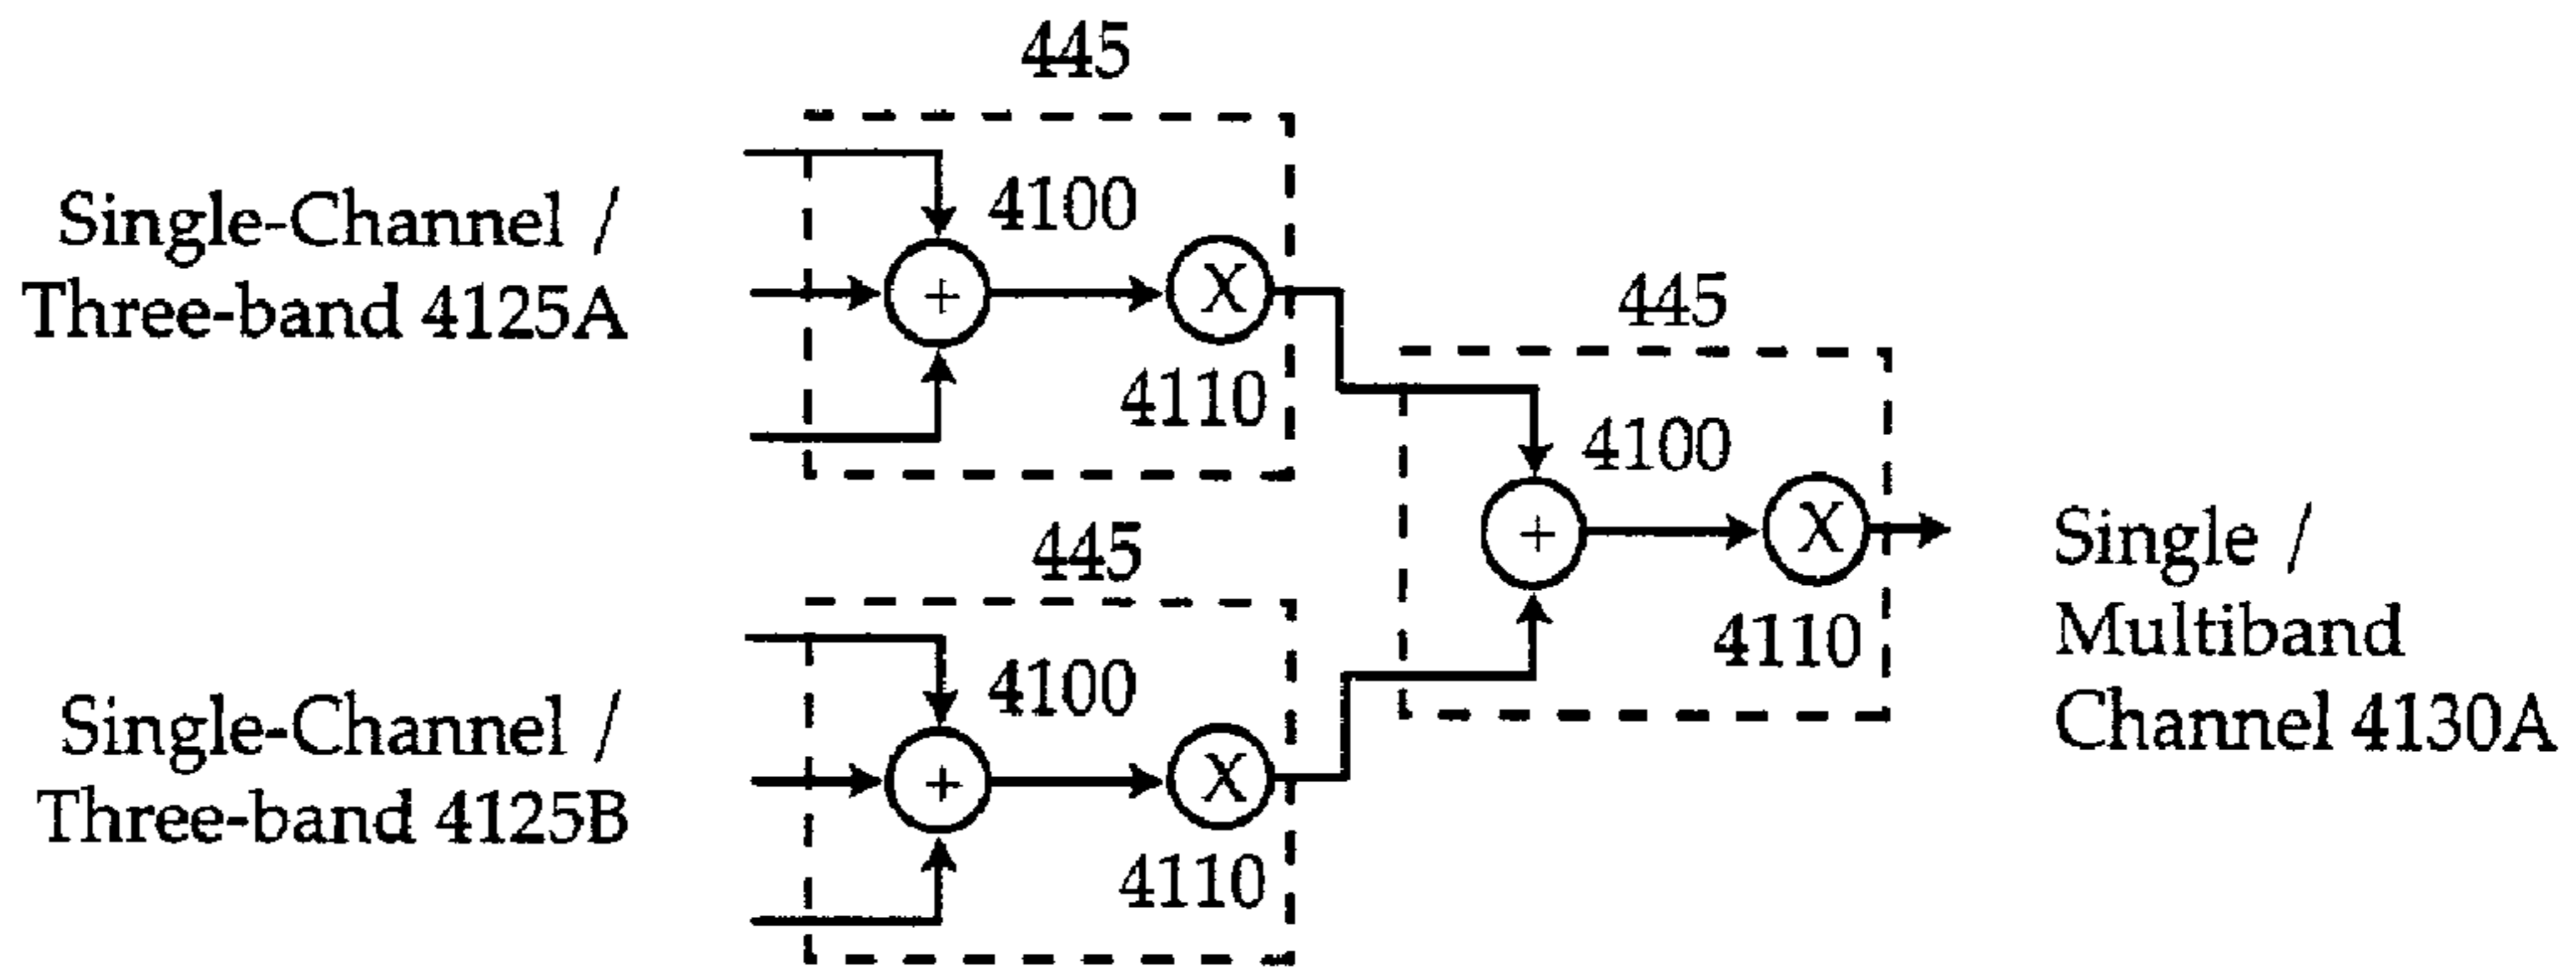 445
Single-Channel /
Three-band 4125A
4100
+
X
4110
445
4100
+
X
4110
Single /
Multiband
Channel 4130A
445
Single-Channel /
Three-band 4125B
4100
+
X
4110